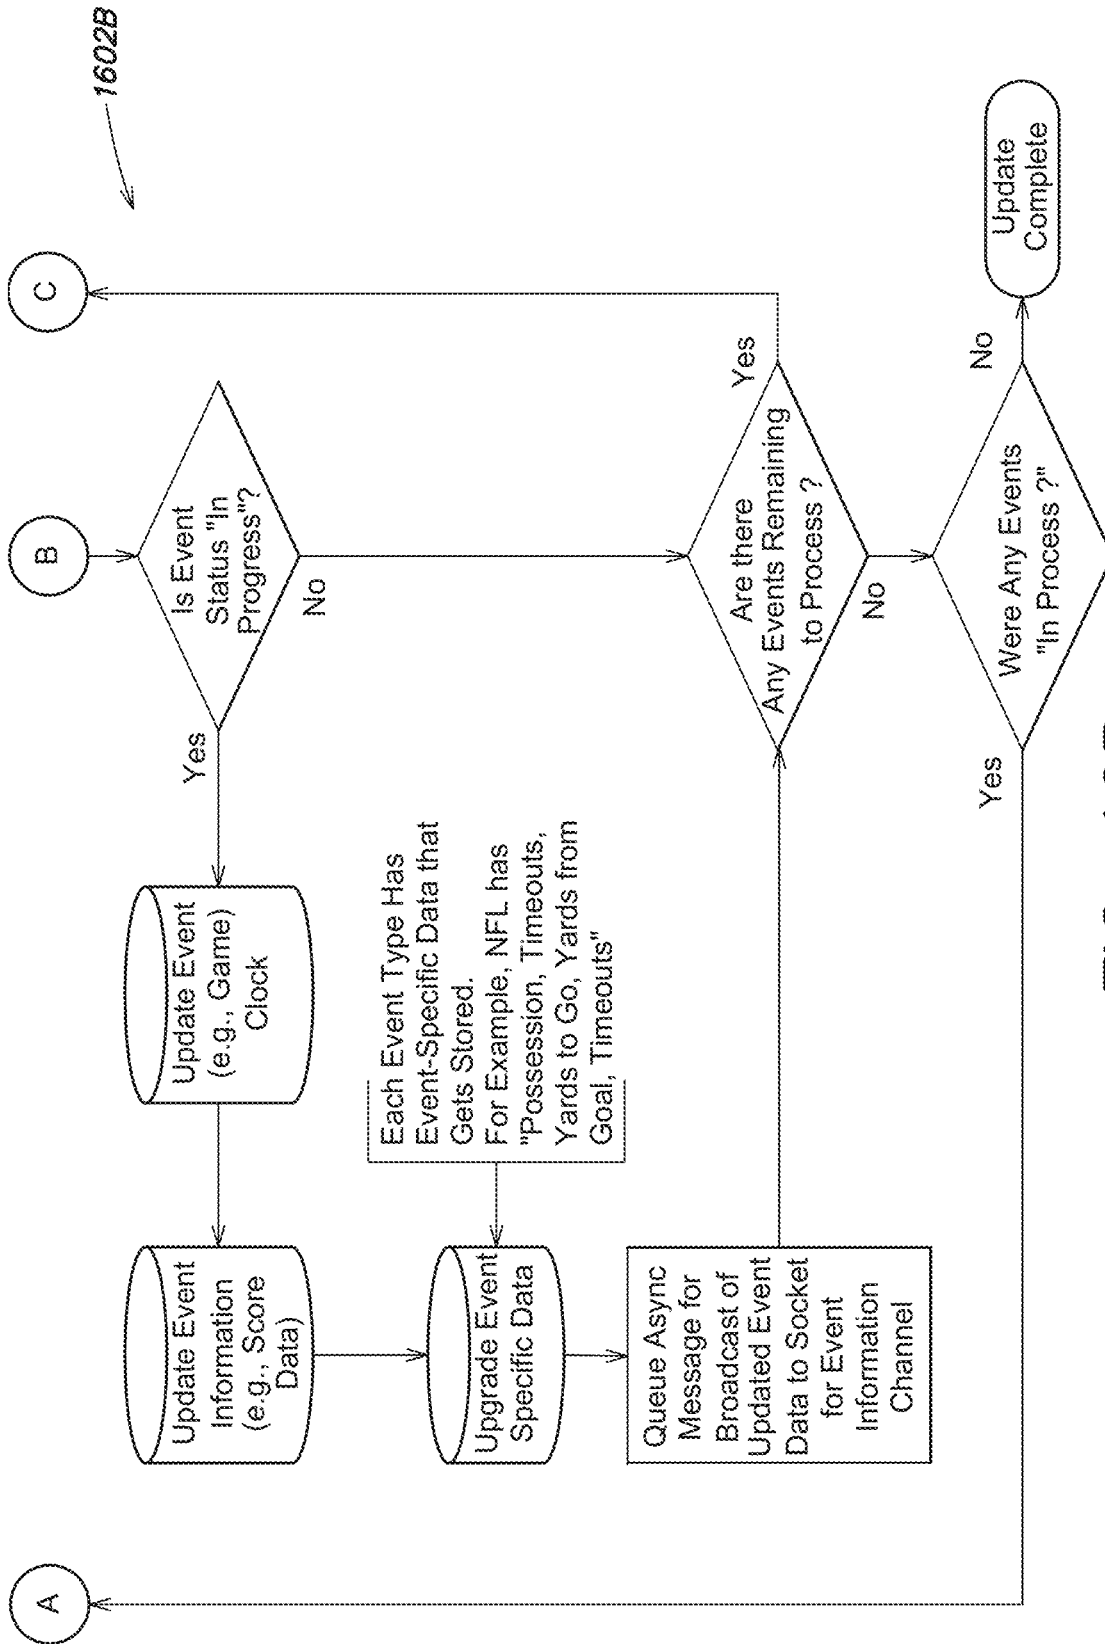 1602B
A
B
C
Is Event
Status "In
Progress"?
Yes
No
Update Event
(e.g., Game)
Clock
Update Event
Information
(e.g., Score
Data)
Each Event Type Has
Event-Specific Data that
Gets Stored.
For Example, NFL has
"Possession, Timeouts,
Yards to Go, Yards from
Goal, Timeouts"
Upgrade Event
Specific Data
Queue Async
Message for
Broadcast of
Updated Event
Data to Socket
for Event
Information
Channel
Are there
Any Events Remaining
to Process ?
Yes
No
Were Any Events
"In Process ?"
Yes
No
Update
Complete